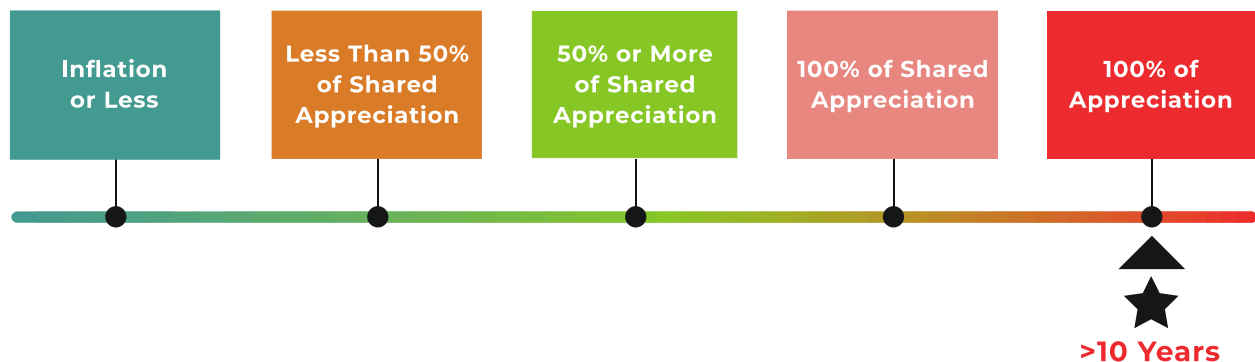 Inflation
or Less
Less Than 50%
of Shared
Appreciation
50% or More
of Shared
Appreciation
100% of Shared
Appreciation
100% of
Appreciation
>10 Years